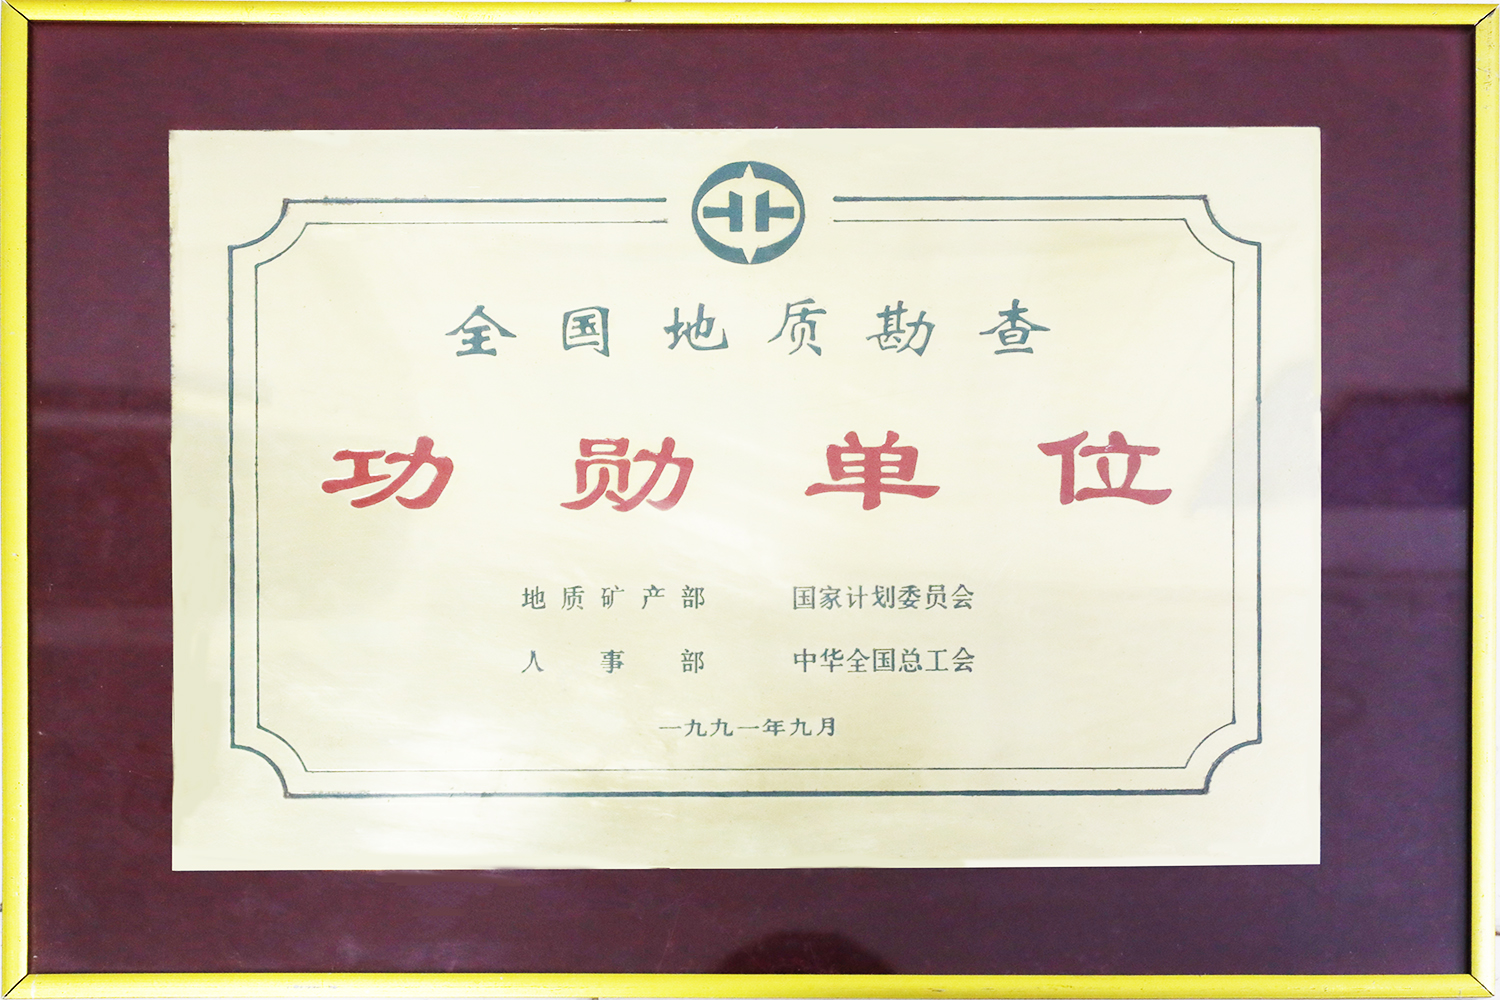 全国地质勘查
功勋单位
地质矿产部 国家计划委员会
人事部 中华全国总工会
一九九一年九月